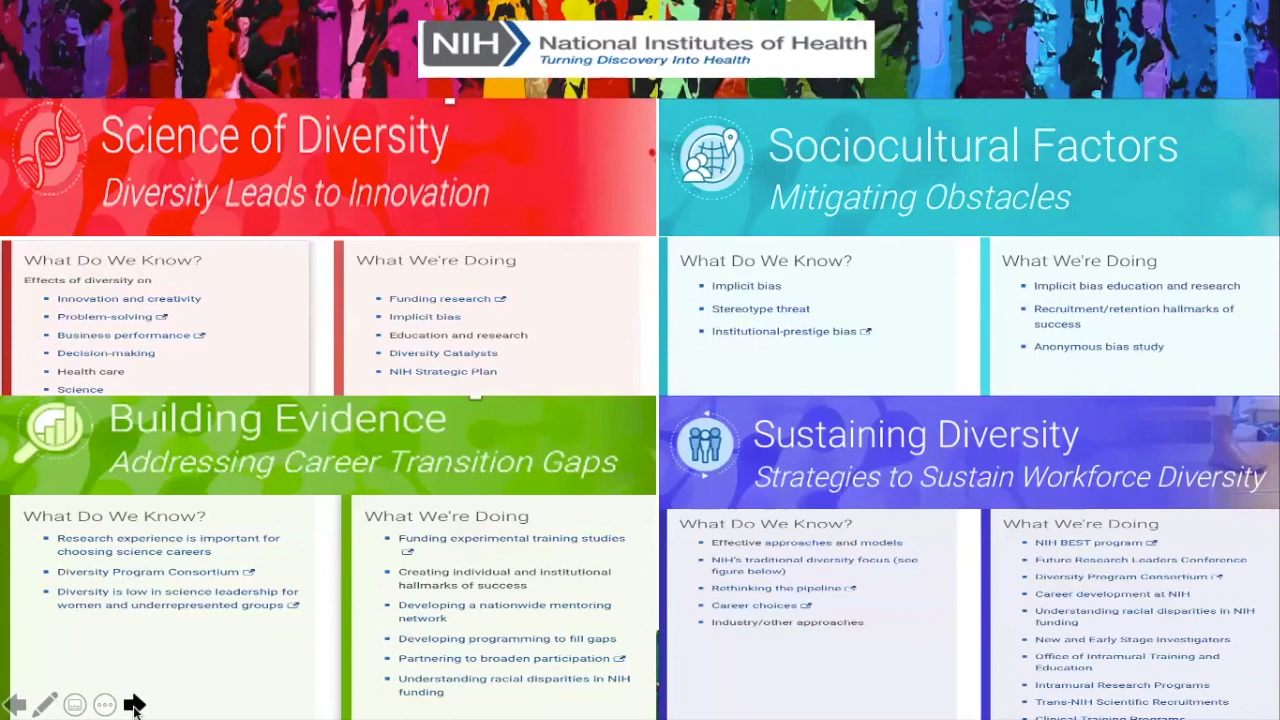 NIH National Institutes of Health
Turning Discovery Into Health
Science of Diversity
Diversity Leads to Innovation
What Do We Know?
Effects of diversity on
Innovation and creativity
Problem-solving
Business performance
Decision-making
Health care
Science
What We're Doing
Funding research
Implicit bias
Education and research
Diversity Catalysts
NIH Strategic Plan
Sociocultural Factors
Mitigating Obstacles
What Do We Know?
Implicit bias
Stereotype threat
Institutional-prestige bias
What We're Doing
Implicit bias education and research
Recruitment/retention hallmarks of
success
Anonymous bias study
Building Evidence
Addressing Career Transition Gaps
What Do We Know?
Research experience is important for
choosing science careers
Diversity Program Consortium
Diversity is low in science leadership for
women and underrepresented groups
What We're Doing
Funding experimental training studies
Creating individual and institutional
hallmarks of success
Developing a nationwide mentoring
network
Developing programming to fill gaps
Partnering to broaden participation
Understanding racial disparities in NIH
funding
Sustaining Diversity
Strategies to Sustain Workforce Diversity
What Do We Know?
Effective approaches and models
NIH's traditional diversity focus (see
figure below)
Rethinking the pipeline
Career choices
Industry/other approaches
What We're Doing
NIH BEST program
Future Research Leaders Conference
Diversity Program Consortium
Career development at NIH
Understanding racial disparities in NIH
funding
New and Early Stage Investigators
Office of Intramural Training and
Education
Intramural Research Programs
Trans-NIH Scientific Recruitments
Clinical Training Programs